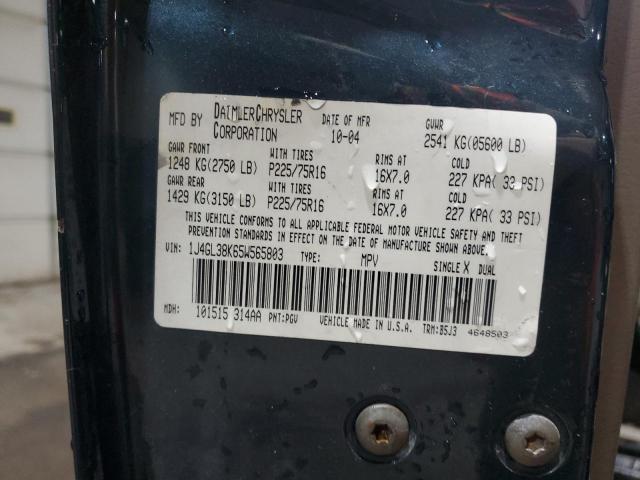 MFD BY DAIMLERCHRYSLER CORPORATION DATE OF MFR 10-04 GVWR 2541 KG(05600 LB)
GAWR FRONT WITH TIRES RIMS AT COLD
1248 KG(2750 LB) P225/75R16 16X7.0 227 KPA( 33 PSI)
GAWR REAR WITH TIRES RIMS AT COLD
1429 KG(3150 LB) P225/75R16 16X7.0 227 KPA( 33 PSI)
THIS VEHICLE CONFORMS TO ALL APPLICABLE FEDERAL MOTOR VEHICLE SAFETY AND THEFT
PREVENTION STANDARDS IN EFFECT ON THE DATE OF MANUFACTURE SHOWN ABOVE.
VIN: 1J4GL38K65W565803 TYPE: MPV SINGLE X DUAL
MDH: 101515 314AA PNT:PGV VEHICLE MADE IN U.S.A. TRM:B5J3 4648503